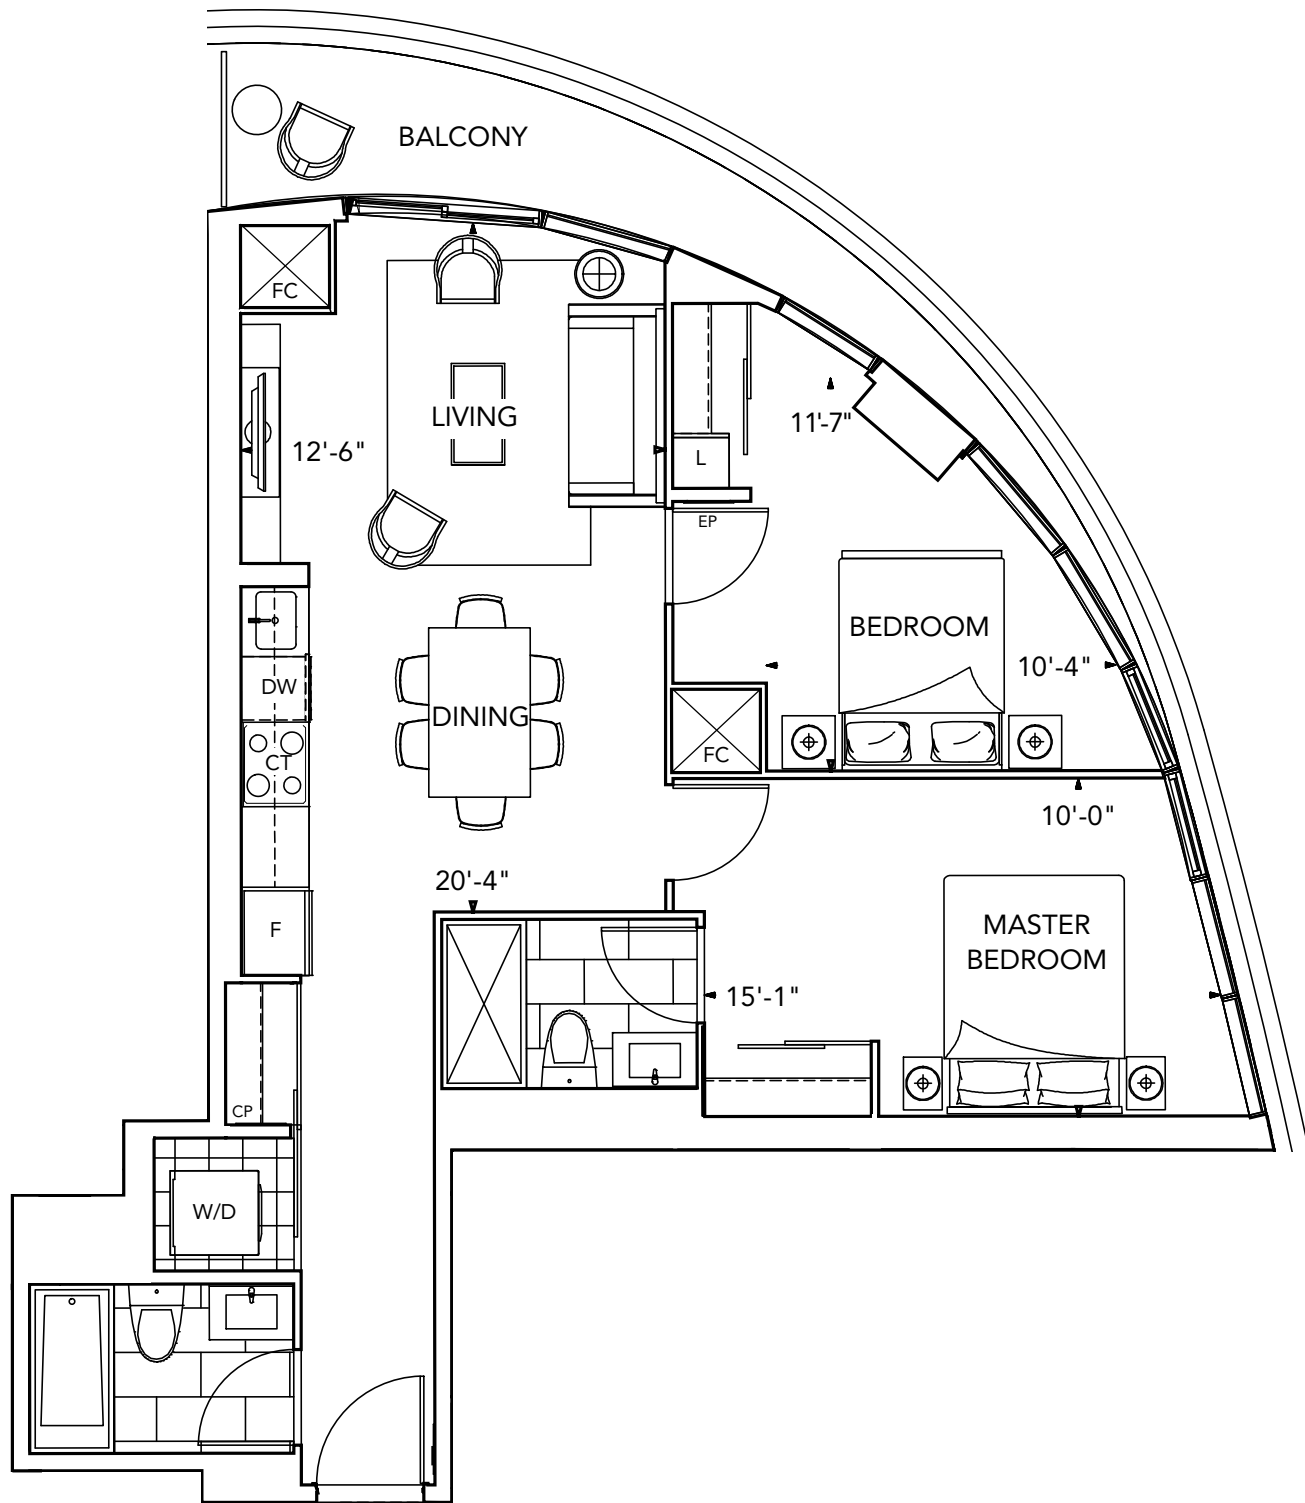 BALCONY
FC
LIVING
11'-7"
12'-6"
L
EP
BEDROOM
10'-4"
DW
DINING
FC
CT
10'-0"
20'-4"
F
MASTER
BEDROOM
15'-1"
CP
W/D